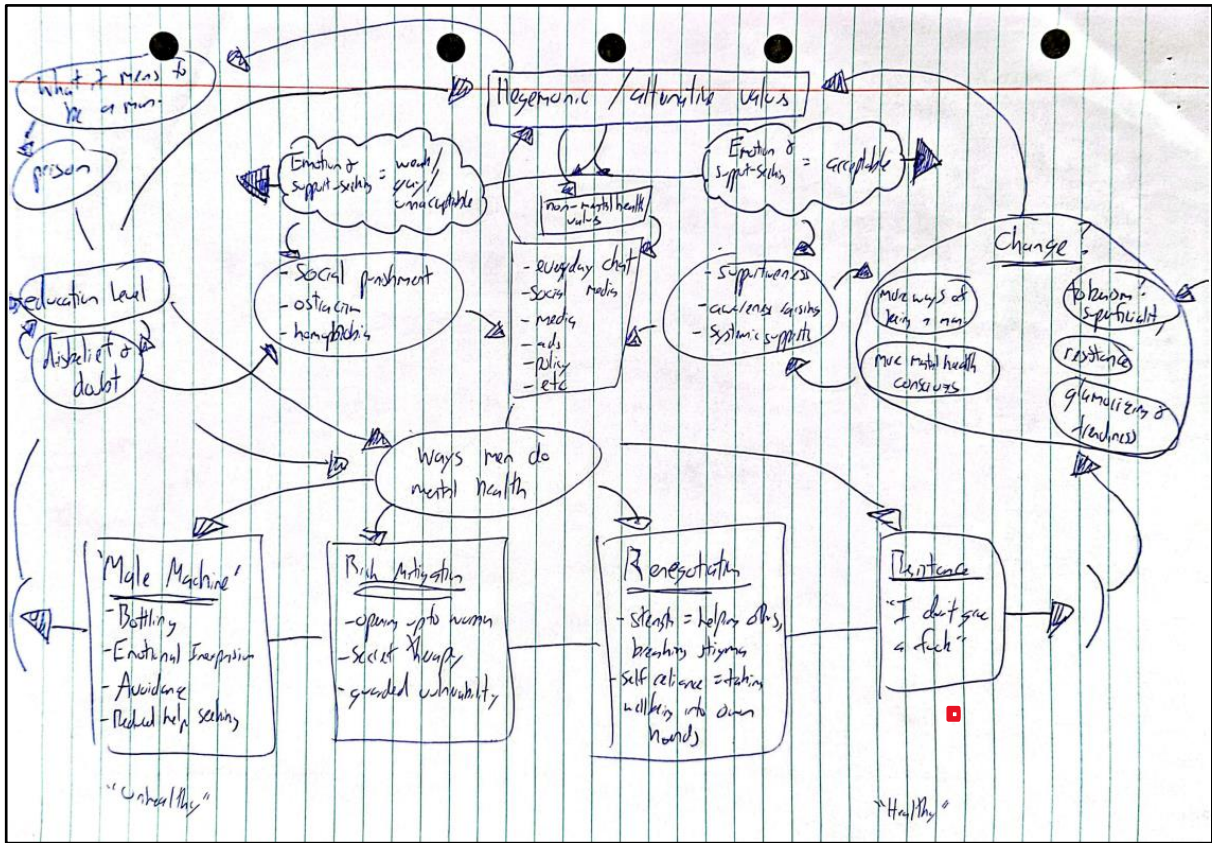 What it means to
be a man.
prison
Hegemonic / alternative values
Emotion &
support-seeking = weak/
gay/
unacceptable
Emotion &
support-seeking = acceptable
non-mental health
values
- Social punishment
- ostracism
- homophobia
- everyday chat
- social media
- media
- ads
- policy
- etc
- supportiveness
- awareness raising
- systemic supports
Change?
more ways of
being a man
more mental health
conscious
tokenism?
superficiality
resistance
glamorizing &
trendiness
education level
disbelief &
doubt
Ways men do
mental health
"Male Machine"
- Bottling
- Emotional Inexpression
- Avoidance
- Reduced help seeking
"Unhealthy"
Risk Mitigation
- opening up to women
- secret therapy
- guarded vulnerability
Renegotiation
- strength = helping others,
breaking stigma
- self reliance = taking
wellbeing into own
hands
Resistance
"I don't give
a fuck"
"Healthy"